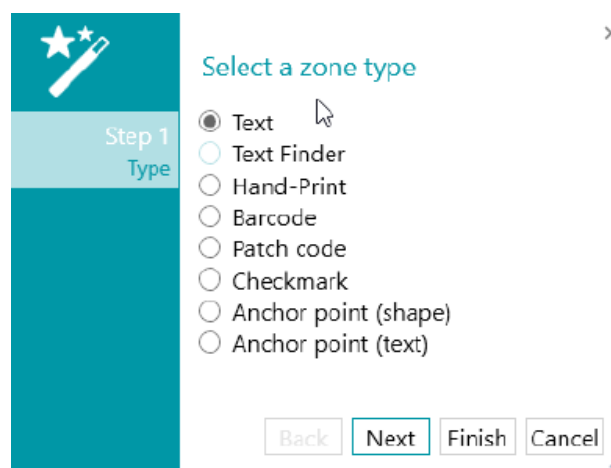 Select a zone type
Step 1
Type
Text
Text Finder
Hand-Print
Barcode
Patch code
Checkmark
Anchor point (shape)
Anchor point (text)
Back Next Finish Cancel